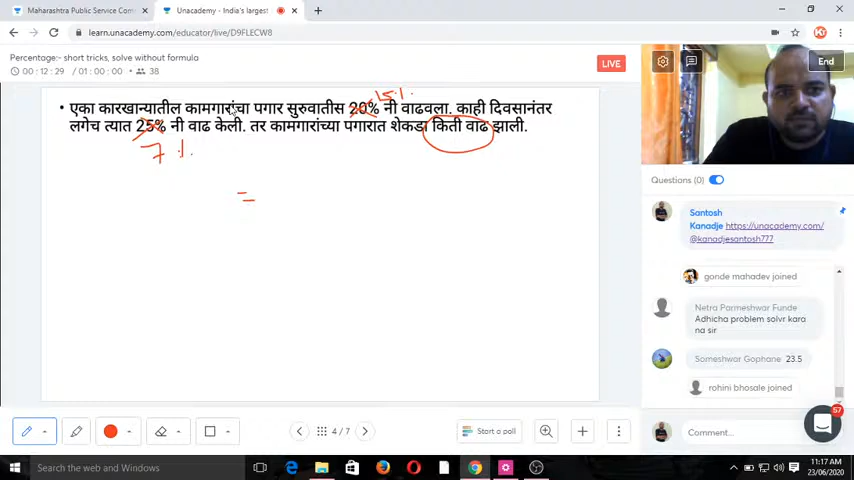 Maharashtra Public Service Com
Unacademy - India's largest
learn.unacademy.com/educator/live/D9FLECW8
Percentage:- short tricks, solve without formula
00:12:29 / 01:00:00 • 38
LIVE
End
15%.
• एका कारखान्यातील कामगारांचा पगार सुरुवातीस 20% नी वाढवला. काही दिवसानंतर
लगेच त्यात 25% नी वाढ केली. तर कामगारांच्या पगारात शेकडा किती वाढ झाली.
7 %.
=
Questions (0)
Santosh
Kanadje https://unacademy.com/
@kanadjesantosh777
gonde mahadev joined
Netra Parmeshwar Funde
Adhicha problem solvr kara
na sir
Someshwar Gophane 23.5
rohini bhosale joined
57
4 / 7
Start a poll
Comment...
Search the web and Windows
11:17 AM
23/06/2020